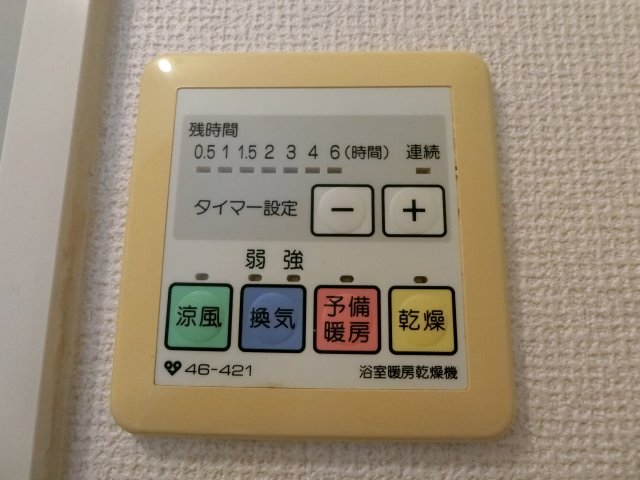 残時間
0.5 1 1.5 2 3 4 6 (時間) 連続
タイマー設定 − +
弱 強
涼風 換気 予備暖房 乾燥
46-421 浴室暖房乾燥機